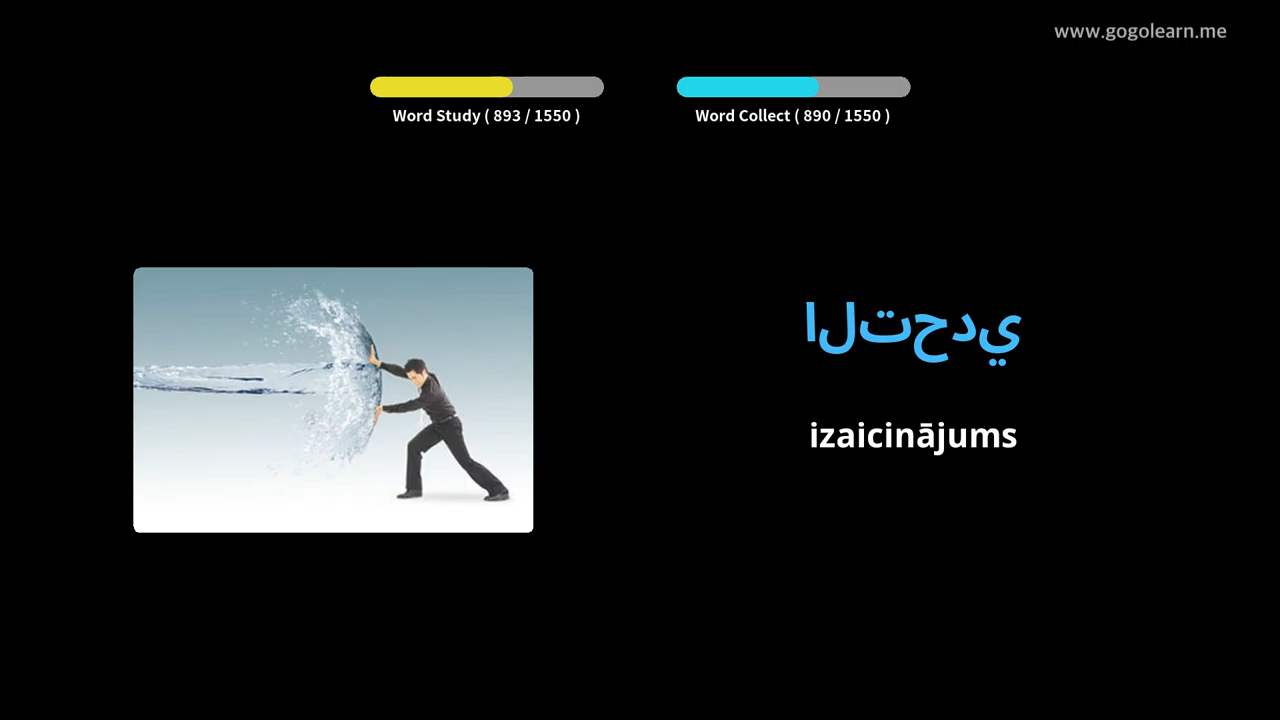 www.gogolearn.me
Word Study ( 893 / 1550 )
Word Collect ( 890 / 1550 )
التحدي
izaicinājums